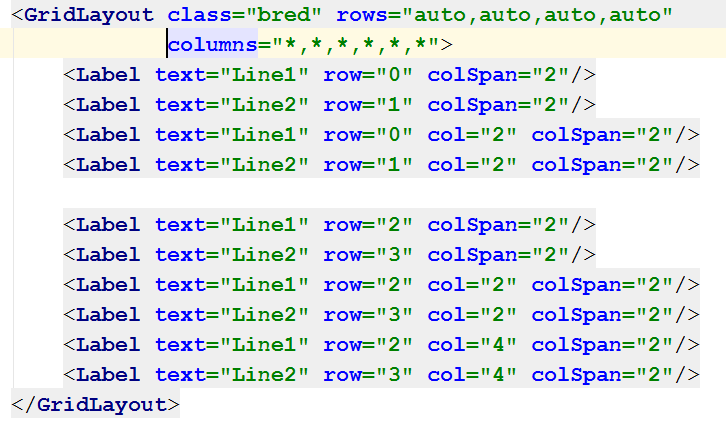 <GridLayout class="bred" rows="auto,auto,auto,auto"
columns="*,*,*,*,*,*">
<Label text="Line1" row="0" colSpan="2"/>
<Label text="Line2" row="1" colSpan="2"/>
<Label text="Line1" row="0" col="2" colSpan="2"/>
<Label text="Line2" row="1" col="2" colSpan="2"/>
<Label text="Line1" row="2" colSpan="2"/>
<Label text="Line2" row="3" colSpan="2"/>
<Label text="Line1" row="2" col="2" colSpan="2"/>
<Label text="Line2" row="3" col="2" colSpan="2"/>
<Label text="Line1" row="2" col="4" colSpan="2"/>
<Label text="Line2" row="3" col="4" colSpan="2"/>
</GridLayout>